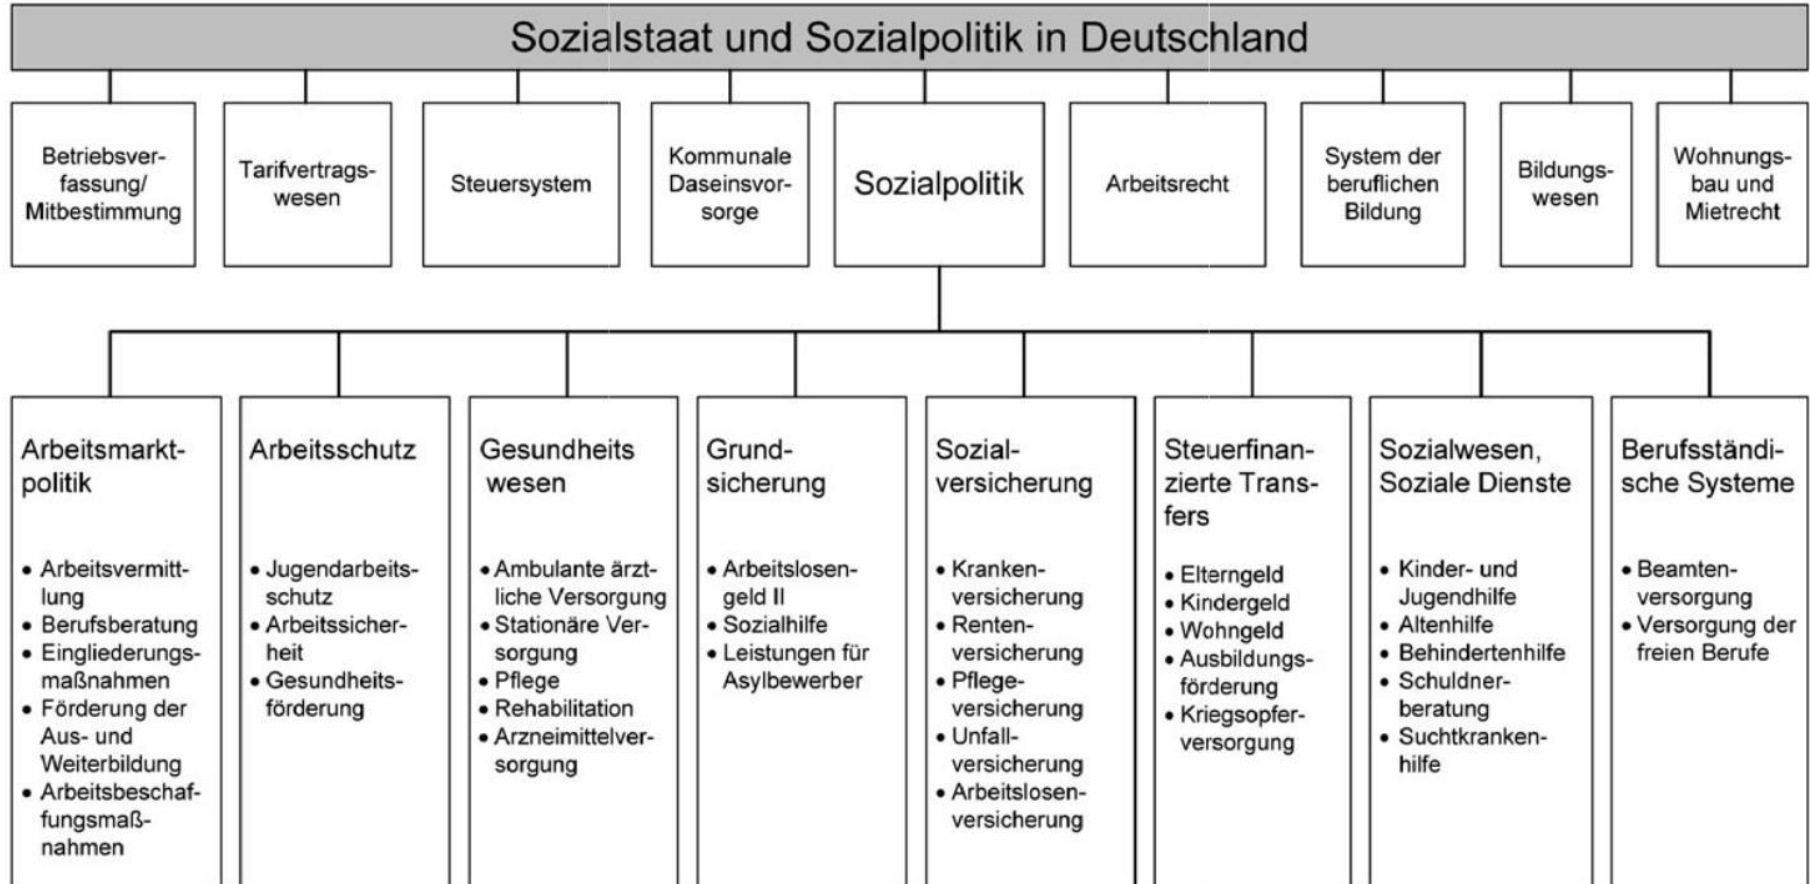 Sozialstaat und Sozialpolitik in Deutschland
Betriebsver-
fassung/
Mitbestimmung
Tarifvertrags-
wesen
Steuersystem
Kommunale
Daseinsvor-
sorge
Sozialpolitik
Arbeitsrecht
System der
beruflichen
Bildung
Bildungs-
wesen
Wohnungs-
bau und
Mietrecht
Arbeitsmarkt-
politik
• Arbeitsvermitt-
lung
• Berufsberatung
• Eingliederungs-
maßnahmen
• Förderung der
Aus- und
Weiterbildung
• Arbeitsbeschaf-
fungsmaß-
nahmen
Arbeitsschutz
• Jugendarbeits-
schutz
• Arbeitssicher-
heit
• Gesundheits-
förderung
Gesundheits
wesen
• Ambulante ärzt-
liche Versorgung
• Stationäre Ver-
sorgung
• Pflege
• Rehabilitation
• Arzneimittelver-
sorgung
Grund-
sicherung
• Arbeitslosen-
geld II
• Sozialhilfe
• Leistungen für
Asylbewerber
Sozial-
versicherung
• Kranken-
versicherung
• Renten-
versicherung
• Pflege-
versicherung
• Unfall-
versicherung
• Arbeitslosen-
versicherung
Steuerfinan-
zierte Trans-
fers
• Elterngeld
• Kindergeld
• Wohngeld
• Ausbildungs-
förderung
• Kriegsopfer-
versorgung
Sozialwesen,
Soziale Dienste
• Kinder- und
Jugendhilfe
• Altenhilfe
• Behindertenhilfe
• Schuldner-
beratung
• Suchtkranken-
hilfe
Berufsständi-
sche Systeme
• Beamten-
versorgung
• Versorgung der
freien Berufe